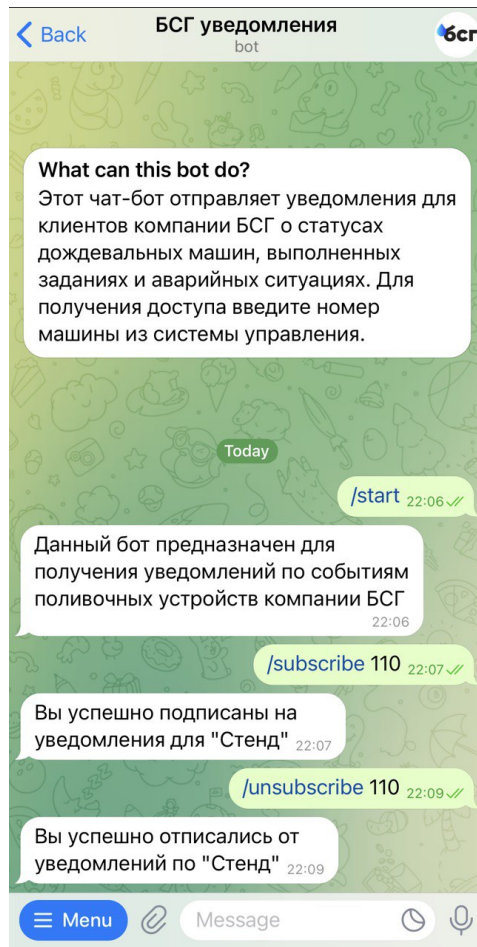 Back
БСГ уведомления
bot
бсг
What can this bot do?
Этот чат-бот отправляет уведомления для
клиентов компании БСГ о статусах
дождевальных машин, выполненных
заданиях и аварийных ситуациях. Для
получения доступа введите номер
машины из системы управления.
Today
/start 22:06
Данный бот предназначен для
получения уведомлений по событиям
поливочных устройств компании БСГ
22:06
/subscribe 110 22:07
Вы успешно подписаны на
уведомления для "Стенд" 22:07
/unsubscribe 110 22:09
Вы успешно отписались от
уведомлений по "Стенд" 22:09
Menu
Message